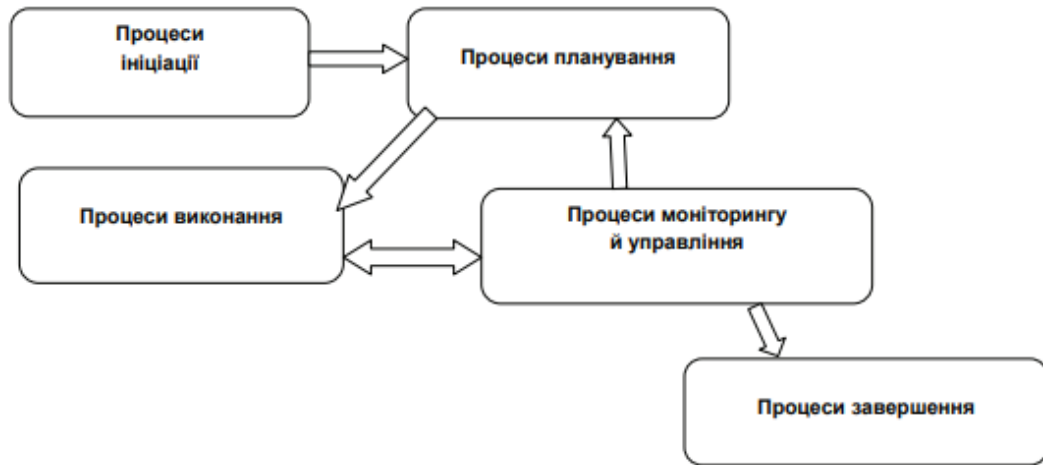 Процеси
ініціації
Процеси планування
Процеси виконання
Процеси моніторингу
й управління
Процеси завершення